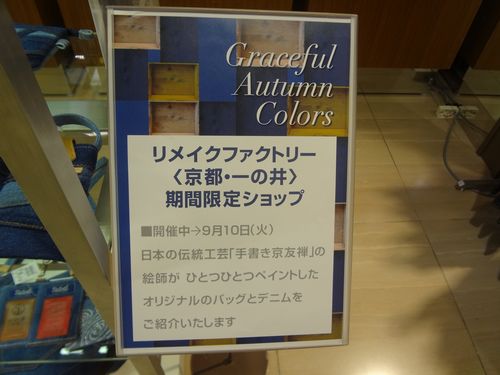 Graceful
Autumn
Colors
リメイクファクトリー
〈京都・一の井〉
期間限定ショップ
■開催中→9月10日(火)
日本の伝統工芸「手書き京友禅」の
絵師が ひとつひとつペイントした
オリジナルのバッグとデニムを
ご紹介いたします